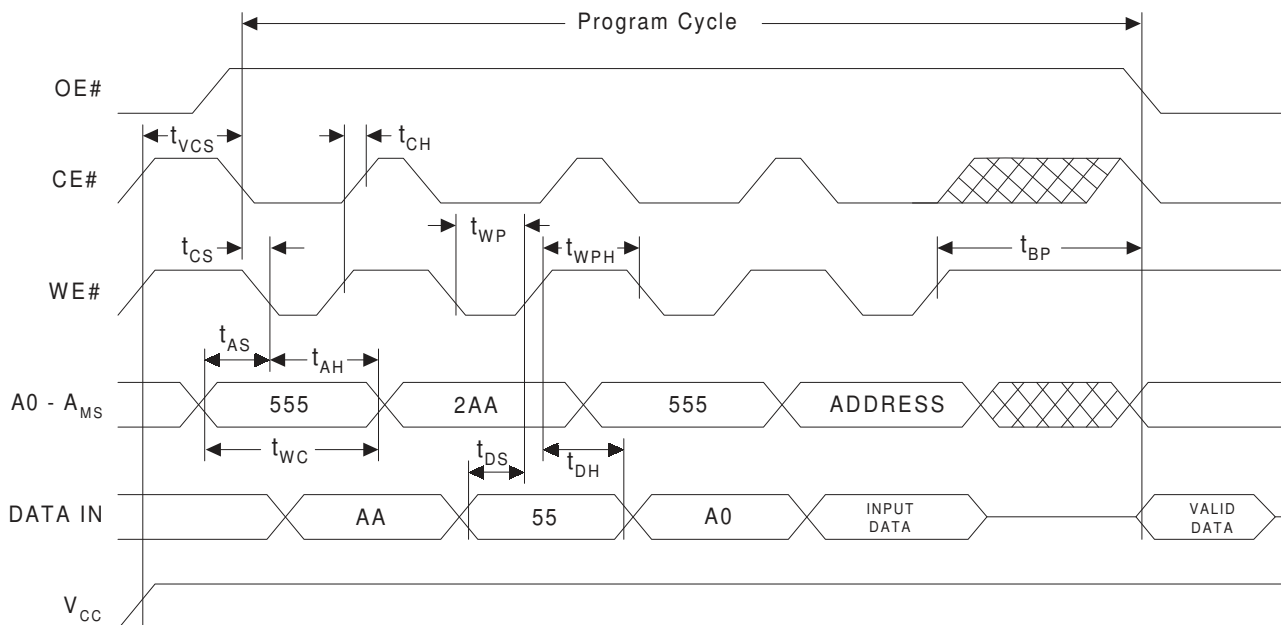 Program Cycle
OE#
tVCS
tCH
CE#
tCS
tWP
tWPH
tBP
WE#
tAS
tAH
A0 - AMS
555
2AA
555
ADDRESS
tWC
tDS
tDH
DATA IN
AA
55
A0
INPUT
DATA
VALID
DATA
VCC